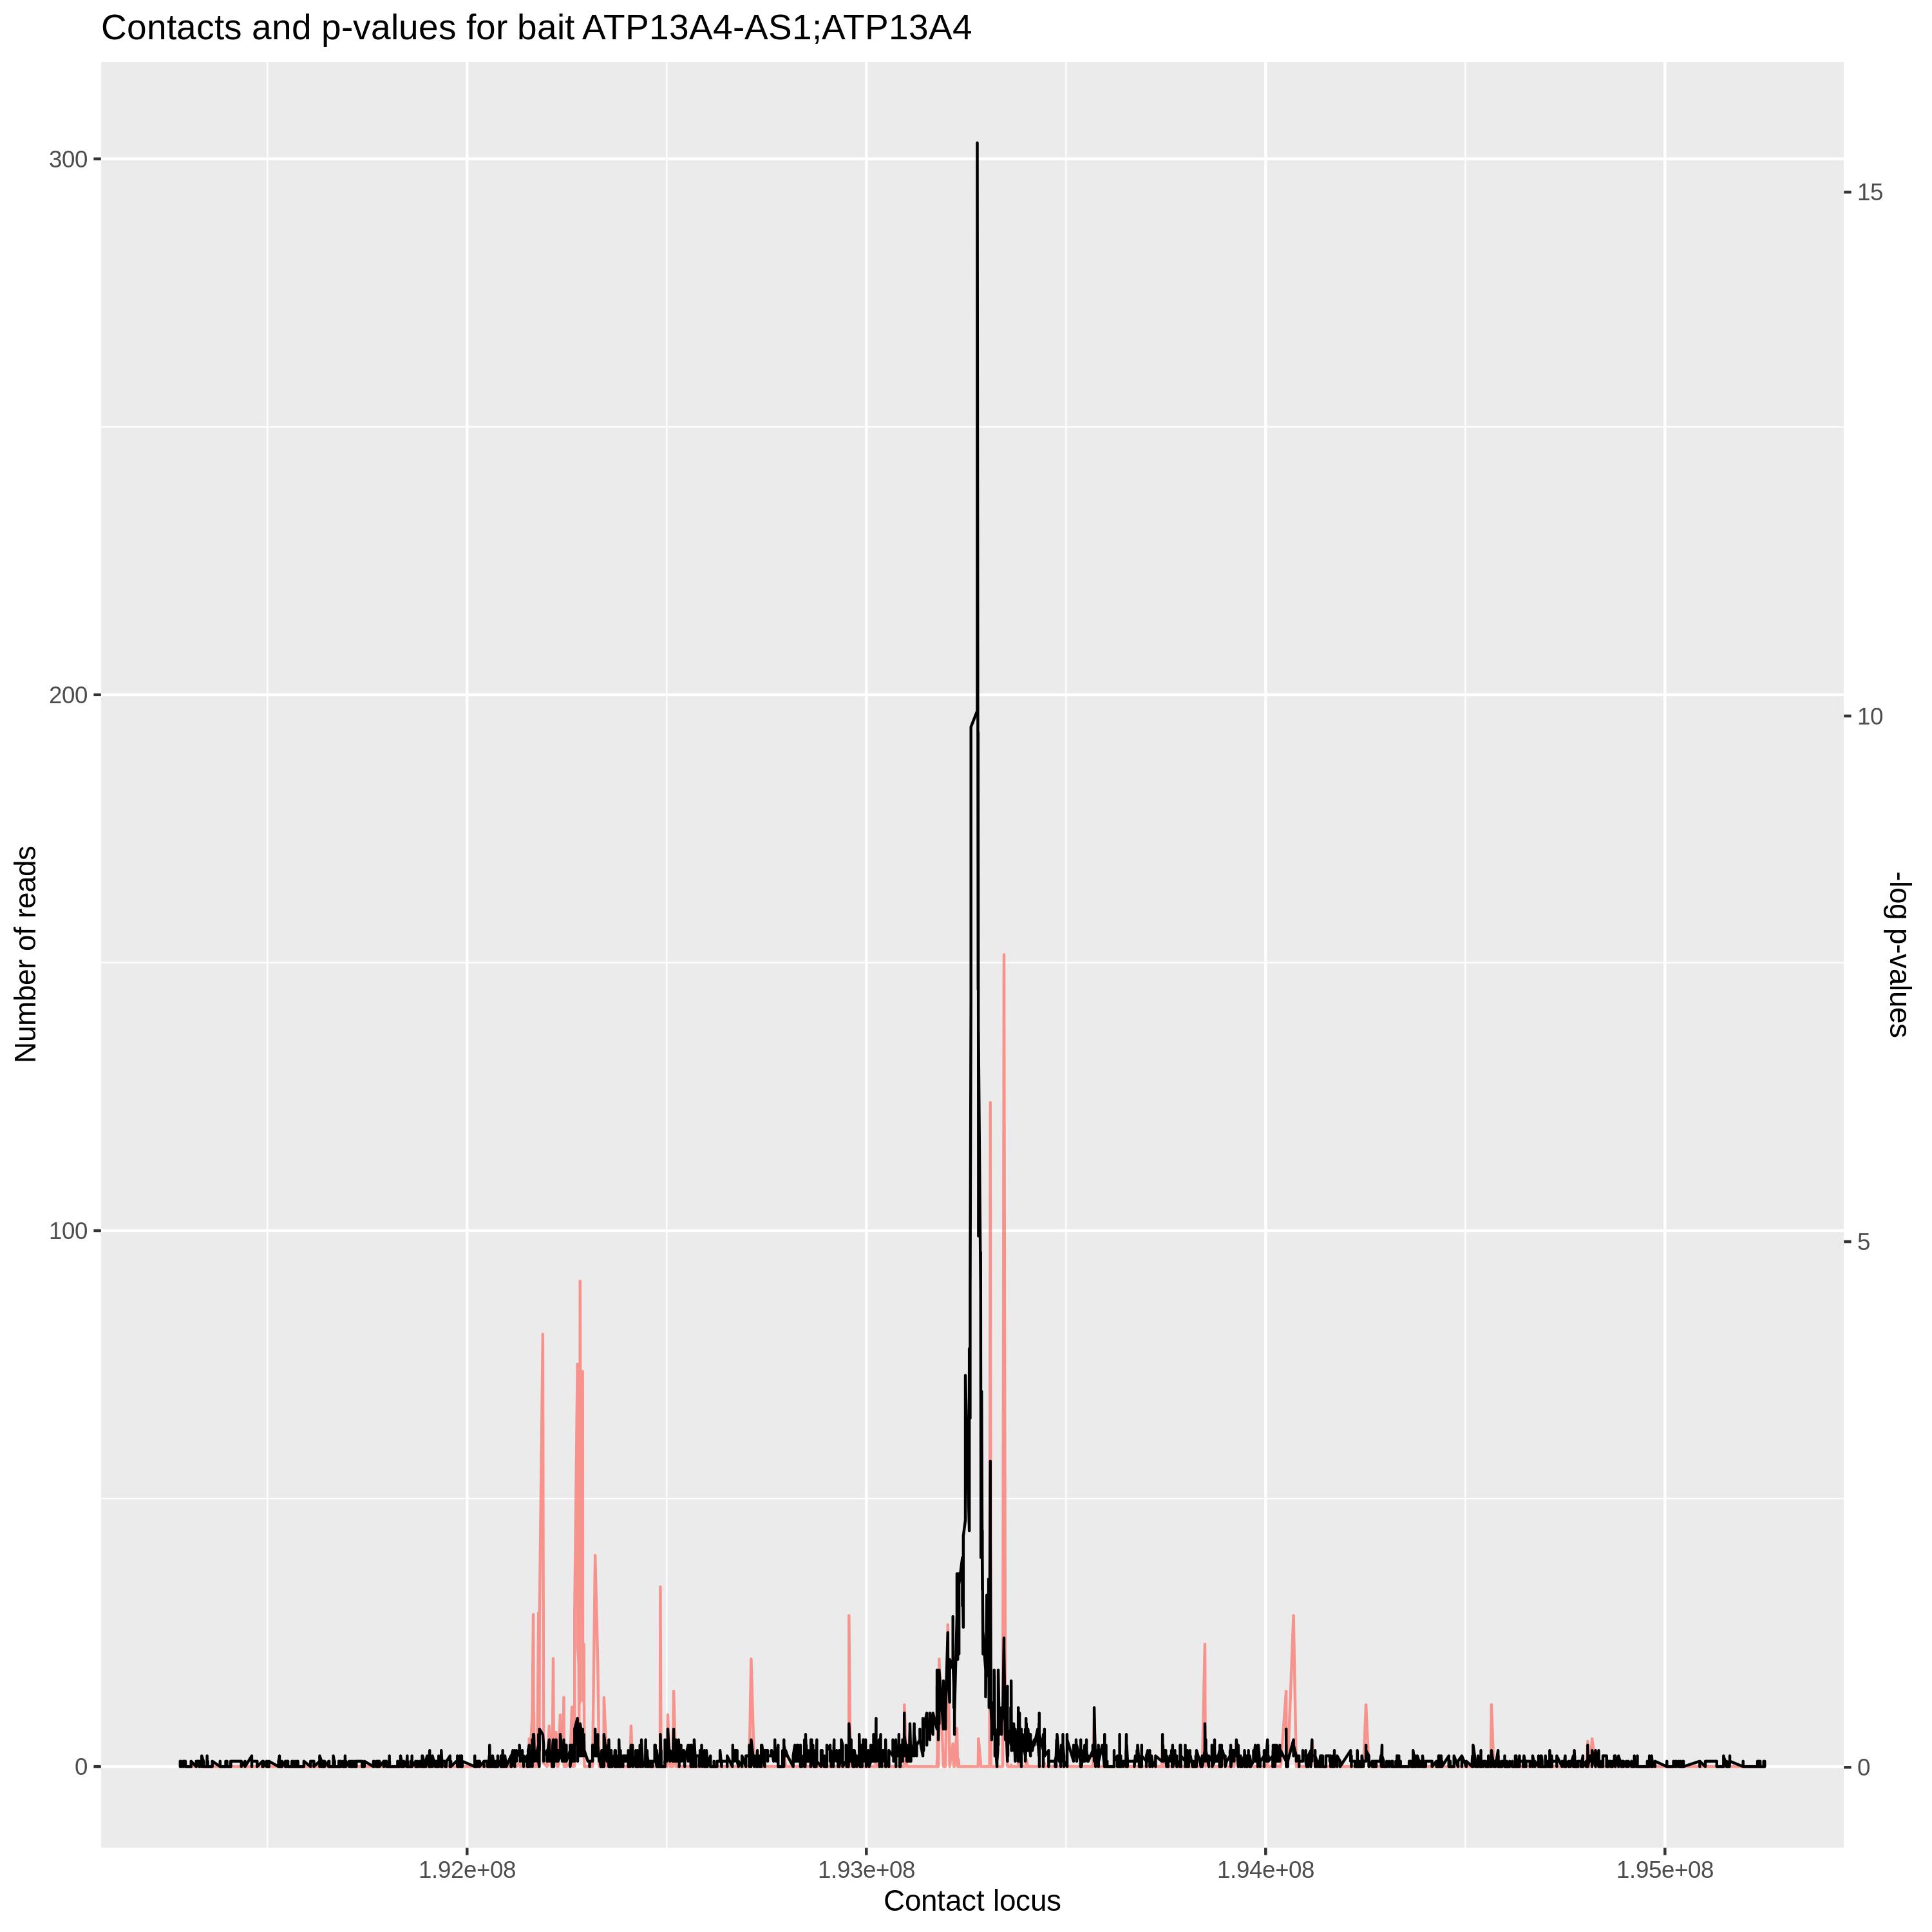 Contacts and p-values for bait ATP13A4-AS1;ATP13A4
300
200
100
0
Number of reads
15
10
5
0
-log p-values
1.92e+08
1.93e+08
1.94e+08
1.95e+08
Contact locus